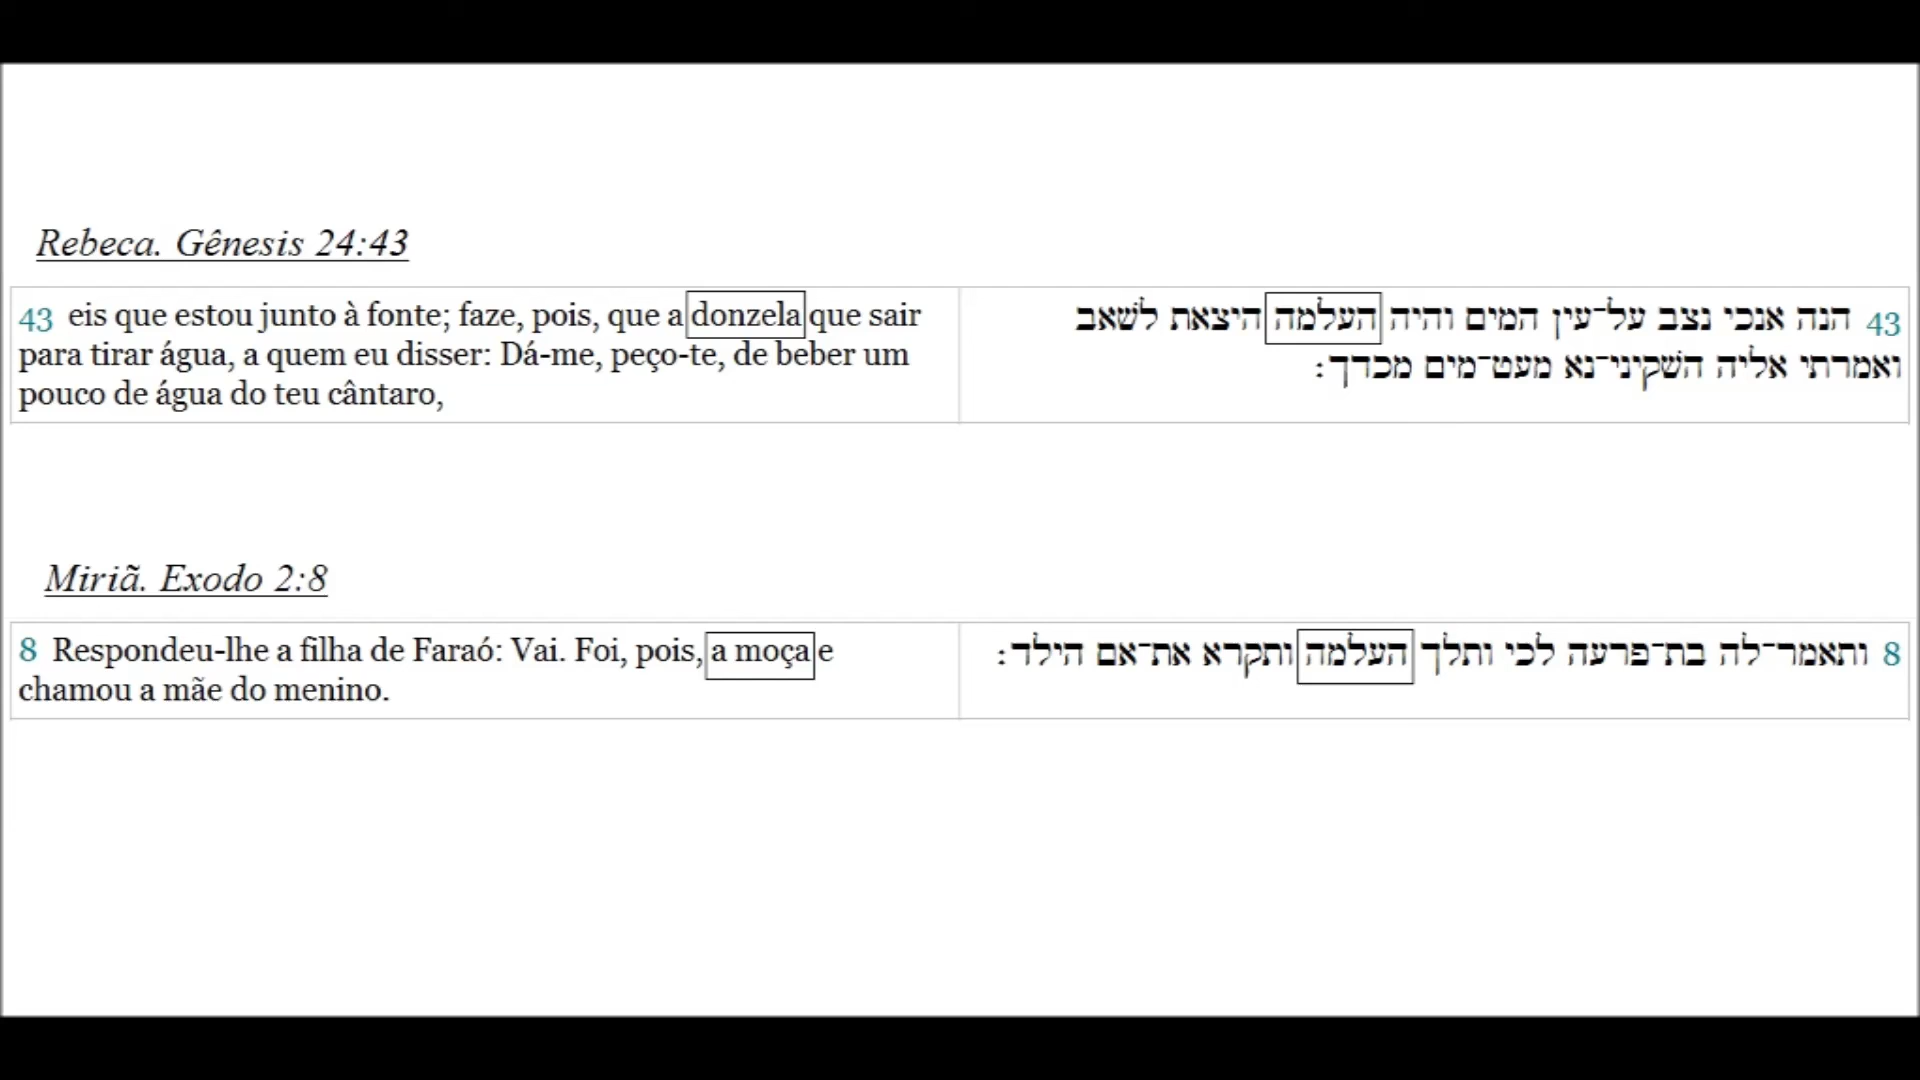 Rebeca. Gênesis 24:43
43 eis que estou junto à fonte; faze, pois, que a donzela que sair
para tirar água, a quem eu disser: Dá-me, peço-te, de beber um
pouco de água do teu cântaro,
43 הנה אנכי נצב על־עין המים והיה העלמה היצאת לשאב
ואמרתי אליה השקיני־נא מעט־מים מכדך׃
Miriã. Exodo 2:8
8 Respondeu-lhe a filha de Faraó: Vai. Foi, pois, a moça e
chamou a mãe do menino.
8 ותאמר־לה בת־פרעה לכי ותלך העלמה ותקרא את־אם הילד׃